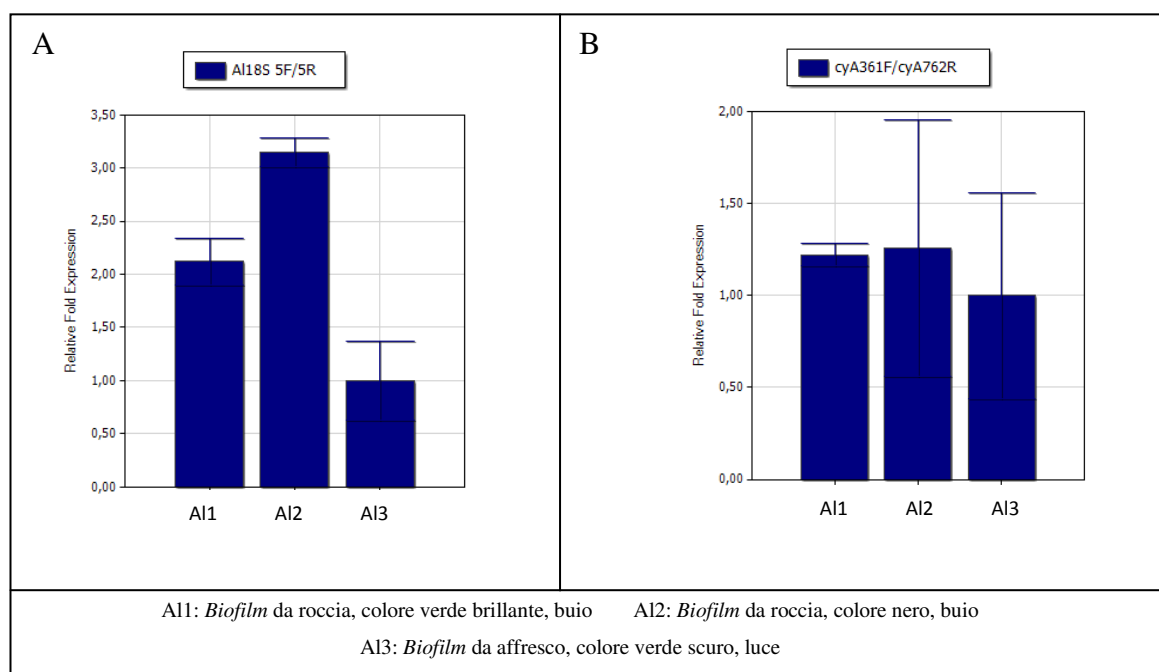 A
Al18S 5F/5R
Relative Fold Expression
3,50
3,00
2,50
2,00
1,50
1,00
0,50
0,00
Al1 Al2 Al3
B
cyA361F/cyA762R
Relative Fold Expression
2,00
1,50
1,00
0,50
0,00
Al1 Al2 Al3
Al1: Biofilm da roccia, colore verde brillante, buio Al2: Biofilm da roccia, colore nero, buio
Al3: Biofilm da affresco, colore verde scuro, luce